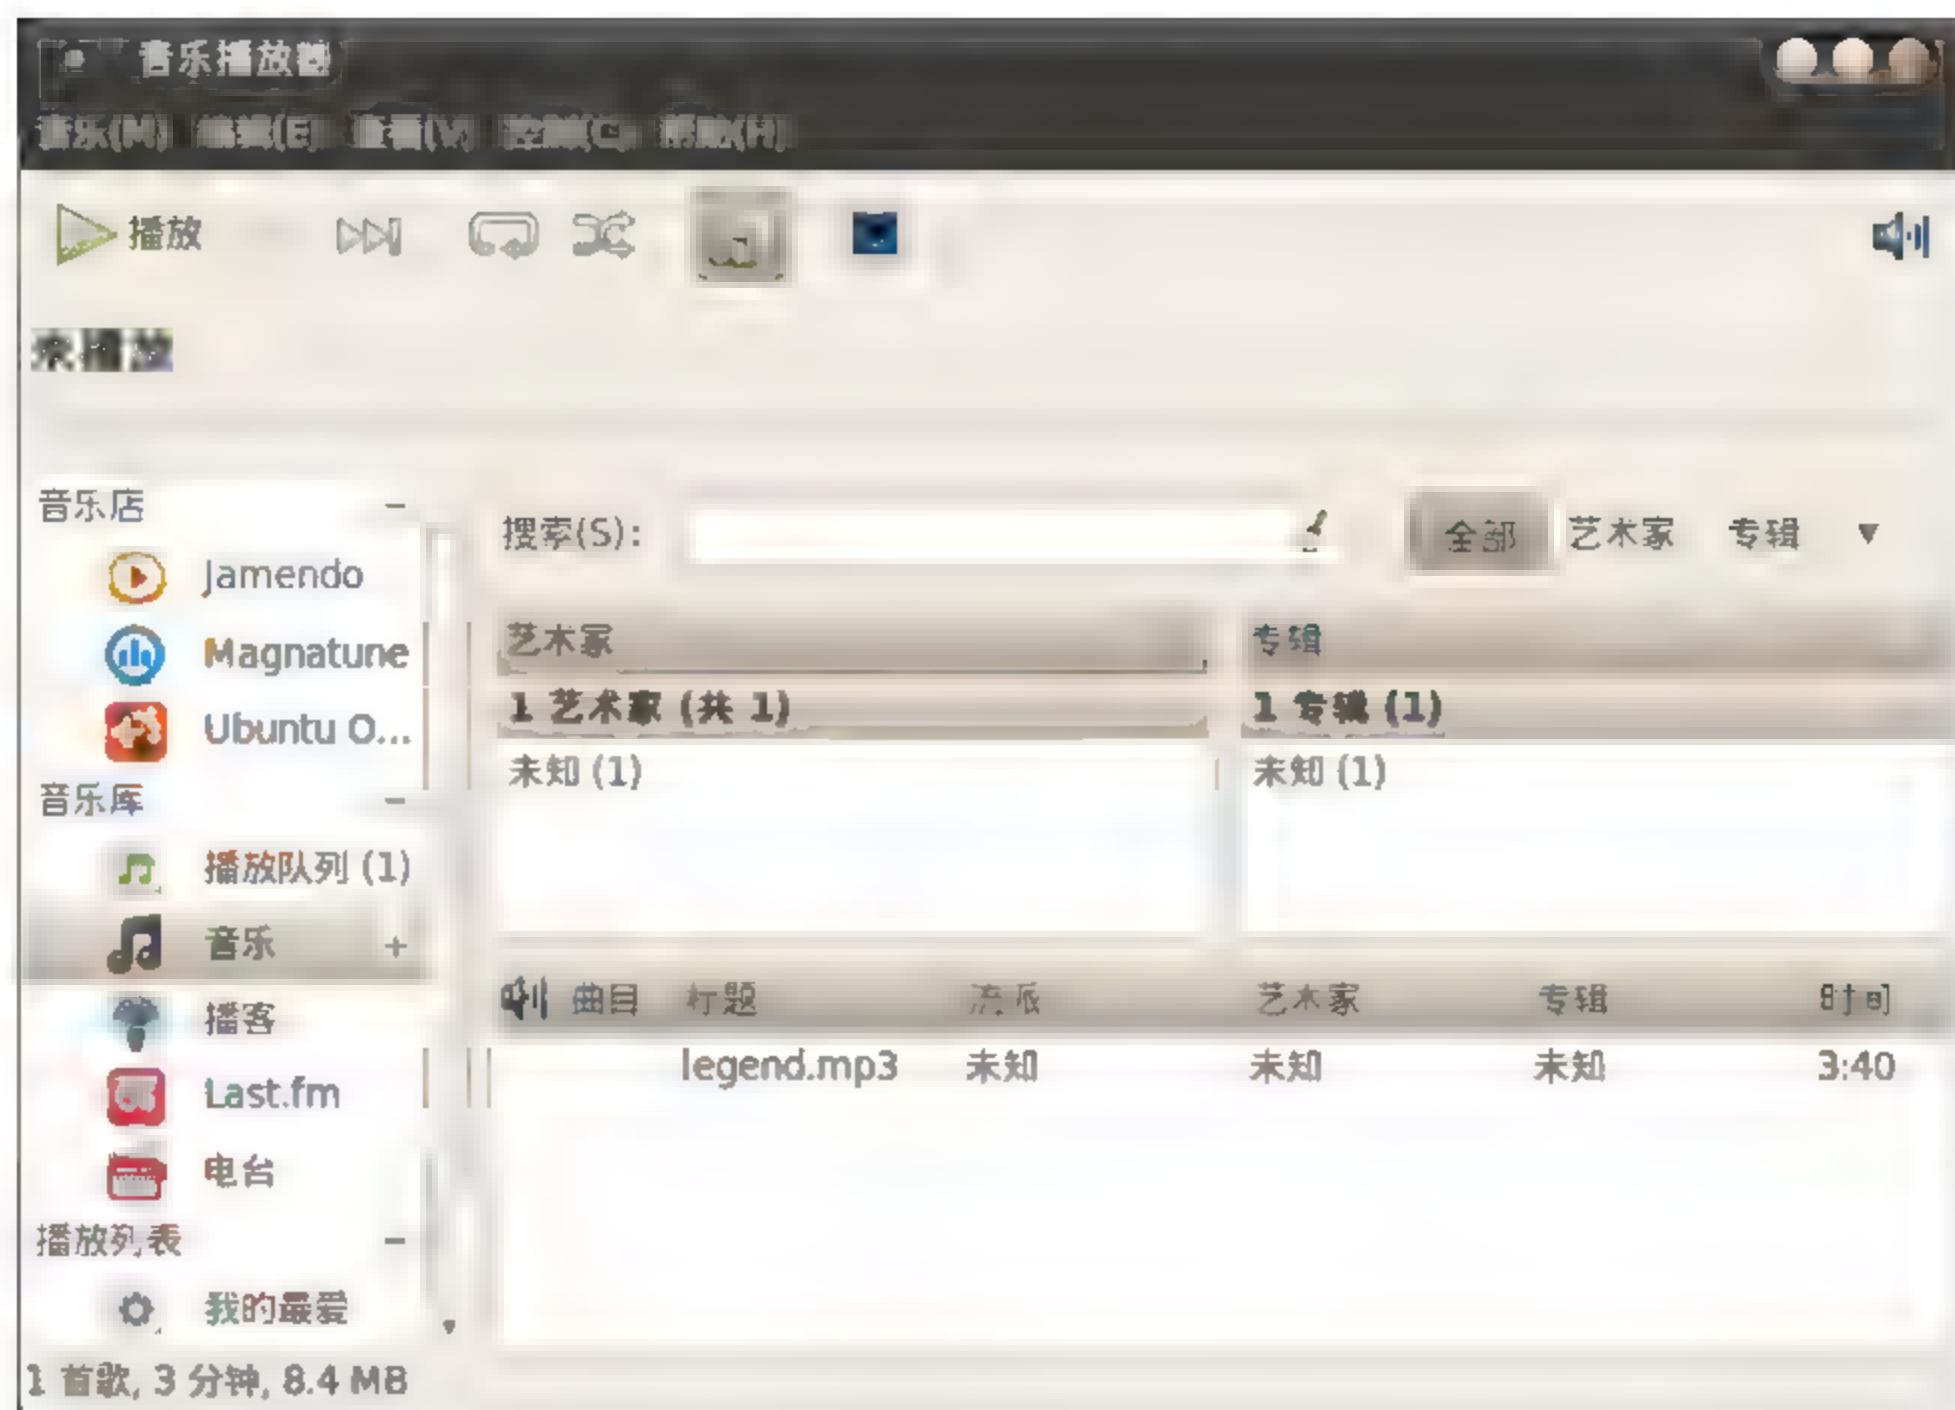 音乐播放器
音乐(M) 编辑(E) 查看(V) 控制(C) 帮助(H)
播放
未播放
音乐店 −
搜索(S): 全部 艺术家 专辑 ▼
Jamendo
Magnatune
Ubuntu O...
艺术家 专辑
1 艺术家 (共 1) 1 专辑 (1)
未知 (1) 未知 (1)
音乐库 −
播放队列 (1)
音乐 +
播客
Last.fm
电台
曲目 标题 流派 艺术家 专辑 时间
legend.mp3 未知 未知 未知 3:40
播放列表 −
我的最爱
1 首歌, 3 分钟, 8.4 MB